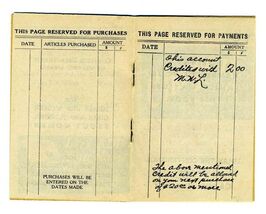 THIS PAGE RESERVED FOR PURCHASES
DATE ARTICLES PURCHASED AMOUNT
$ ¢
PURCHASES WILL BE
ENTERED ON THE
DATES MADE
THIS PAGE RESERVED FOR PAYMENTS
DATE AMOUNT
$ ¢
This account
Credited with 2.00
The above mentioned
Credit will be allowed
on your next purchase
of $20.00 or more